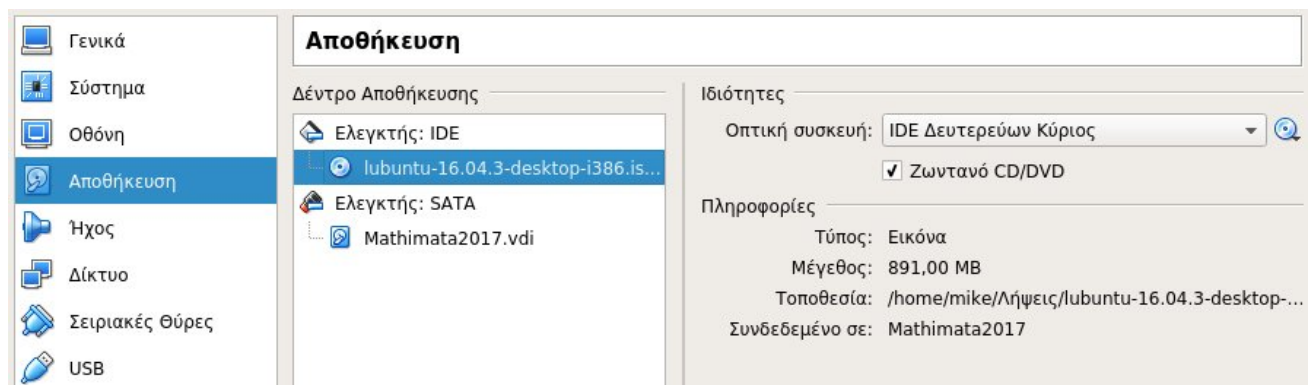 Γενικά
Σύστημα
Οθόνη
Αποθήκευση
Ήχος
Δίκτυο
Σειριακές Θύρες
USB
Αποθήκευση
Δέντρο Αποθήκευσης
Ελεγκτής: IDE
lubuntu-16.04.3-desktop-i386.is...
Ελεγκτής: SATA
Mathimata2017.vdi
Ιδιότητες
Οπτική συσκευή: IDE Δευτερεύων Κύριος
Ζωντανό CD/DVD
Πληροφορίες
Τύπος: Εικόνα
Μέγεθος: 891,00 MB
Τοποθεσία: /home/mike/Λήψεις/lubuntu-16.04.3-desktop-...
Συνδεδεμένο σε: Mathimata2017